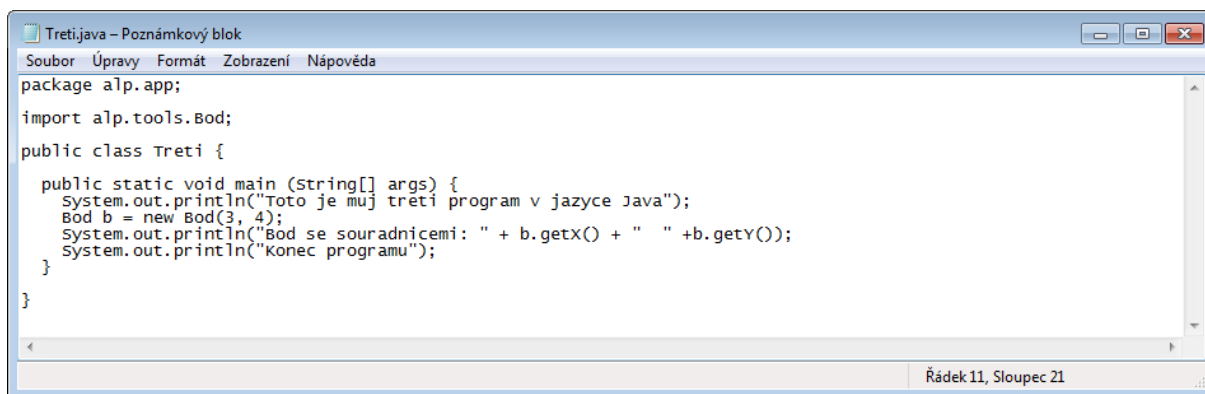 Treti.java – Poznámkový blok
Soubor Úpravy Formát Zobrazení Nápověda
package alp.app;
import alp.tools.Bod;
public class Treti {
public static void main (String[] args) {
System.out.println("Toto je muj treti program v jazyce Java");
Bod b = new Bod(3, 4);
System.out.println("Bod se souradnicemi: " + b.getX() + "  " +b.getY());
System.out.println("Konec programu");
}
}
Řádek 11, Sloupec 21